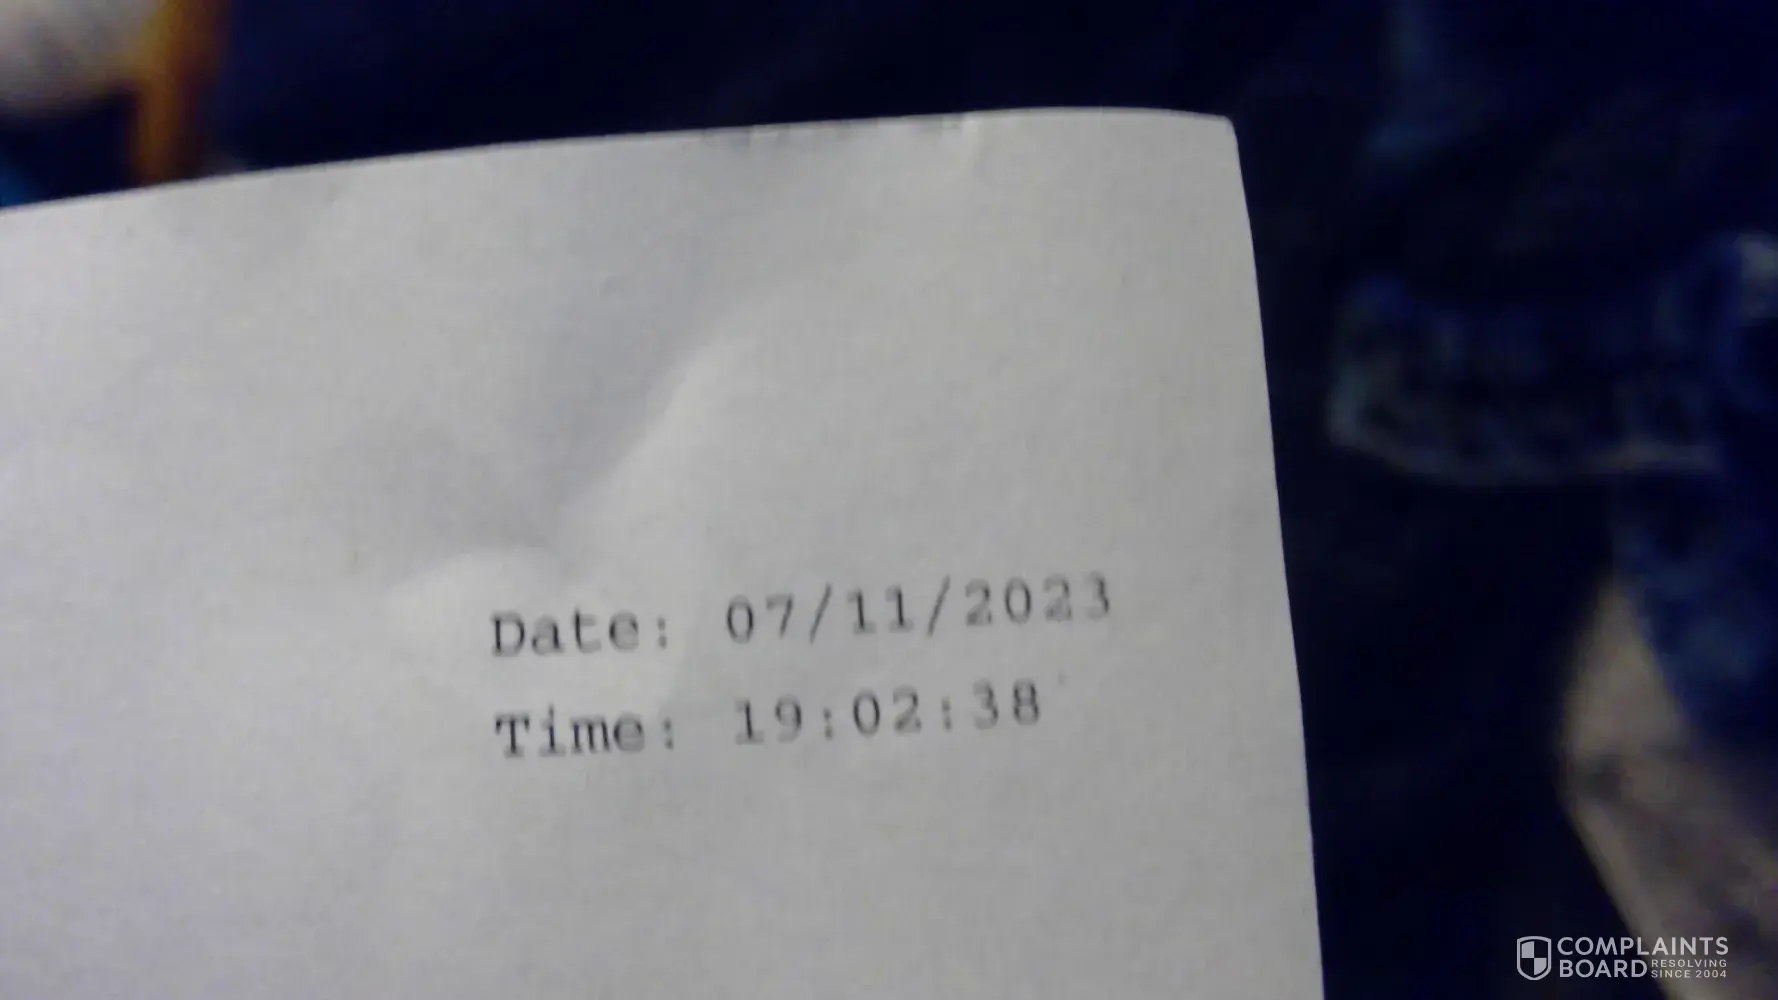 Date: 07/11/2023
Time: 19:02:38
COMPLAINTS
BOARD RESOLVING
SINCE 2004